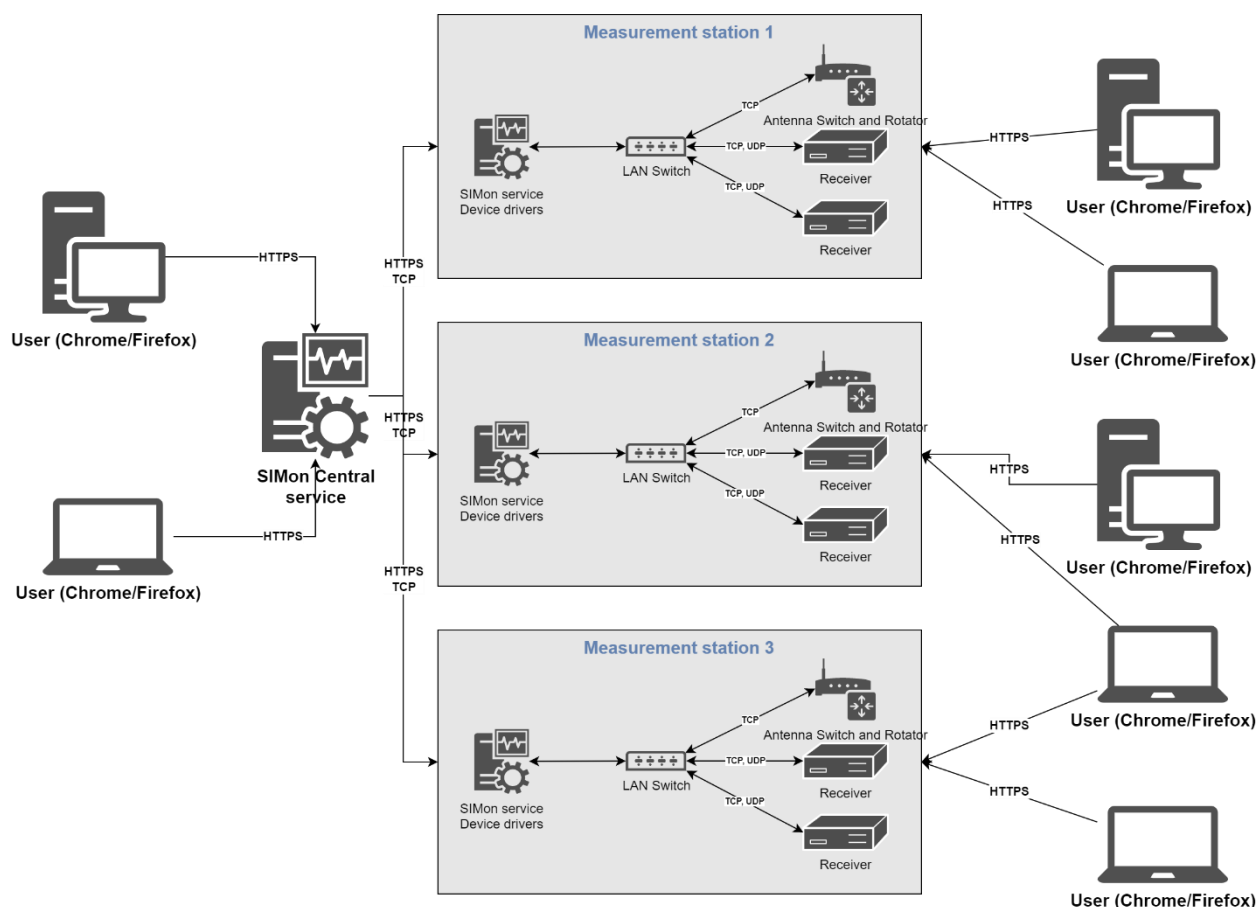 Measurement station 1
TCP
Antenna Switch and Rotator
TCP, UDP
LAN Switch
Receiver
SIMon service
Device drivers
TCP, UDP
Receiver
HTTPS
User (Chrome/Firefox)
HTTPS
User (Chrome/Firefox)
HTTPS
User (Chrome/Firefox)
HTTPS
TCP
Measurement station 2
TCP
Antenna Switch and Rotator
TCP, UDP
LAN Switch
Receiver
SIMon service
Device drivers
TCP, UDP
Receiver
HTTPS
TCP
SIMon Central
service
HTTPS
User (Chrome/Firefox)
HTTPS
User (Chrome/Firefox)
HTTPS
HTTPS
TCP
Measurement station 3
TCP
Antenna Switch and Rotator
TCP, UDP
LAN Switch
Receiver
SIMon service
Device drivers
TCP, UDP
Receiver
User (Chrome/Firefox)
HTTPS
HTTPS
User (Chrome/Firefox)